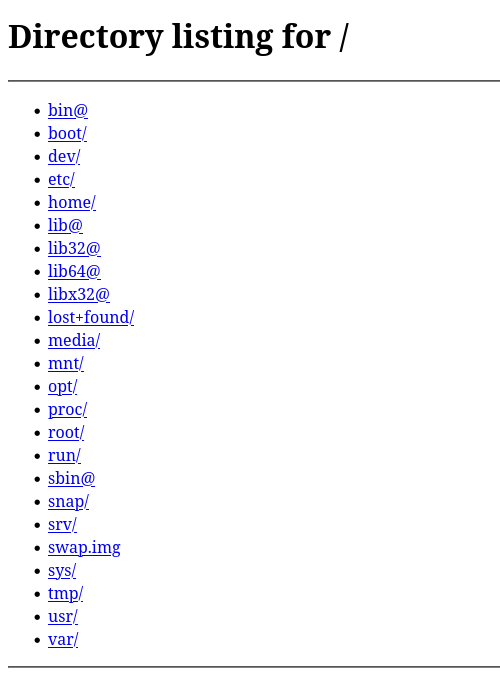 Directory listing for /
bin@
boot/
dev/
etc/
home/
lib@
lib32@
lib64@
libx32@
lost+found/
media/
mnt/
opt/
proc/
root/
run/
sbin@
snap/
srv/
swap.img
sys/
tmp/
usr/
var/